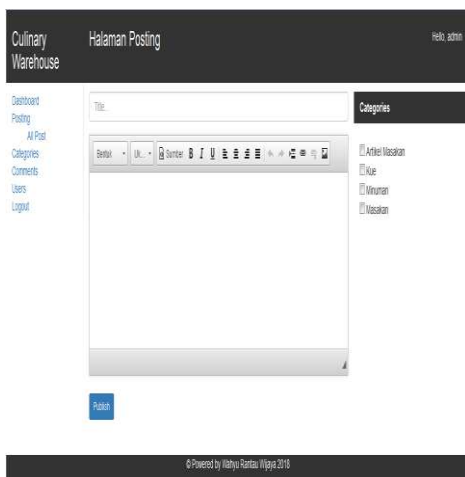 Culinary
Warehouse
Halaman Posting
Hello, admin
Dashboard
Posting
All Post
Categories
Comments
Users
Logout
Title..
Bentuk
Uk...
Sumber
B I U
Publish
Categories
Artikel Masakan
Kue
Minuman
Masakan
© Powered by Wahyu Rantau Wijaya 2018